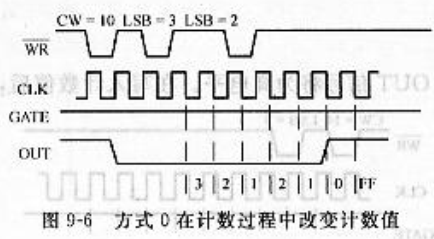 CW = 10 LSB = 3 LSB = 2
WR
CLK
GATE
OUT
3 2 1 2 1 0 FF
图 9-6 方式 0 在计数过程中改变计数值